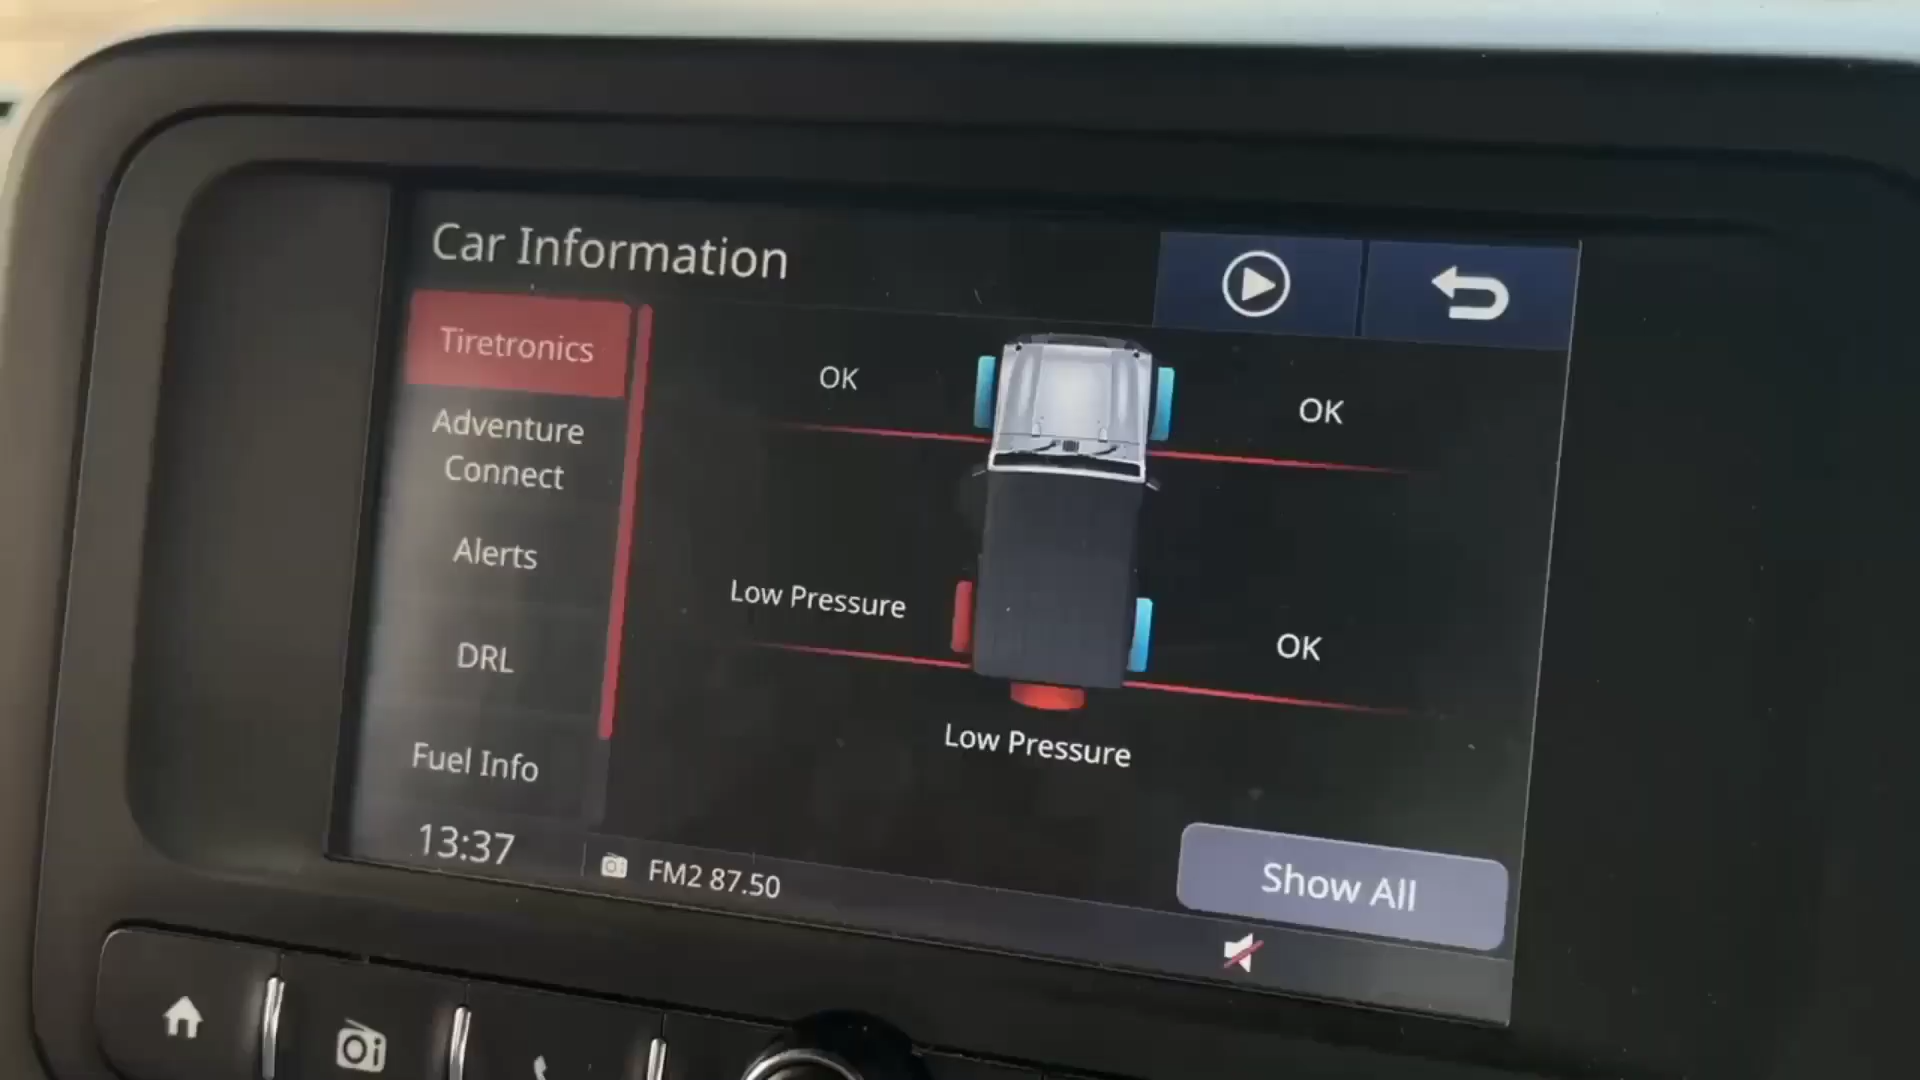 Car Information
Tiretronics
Adventure
Connect
Alerts
DRL
Fuel Info
OK
OK
Low Pressure
OK
Low Pressure
Show All
13:37
FM2 87.50